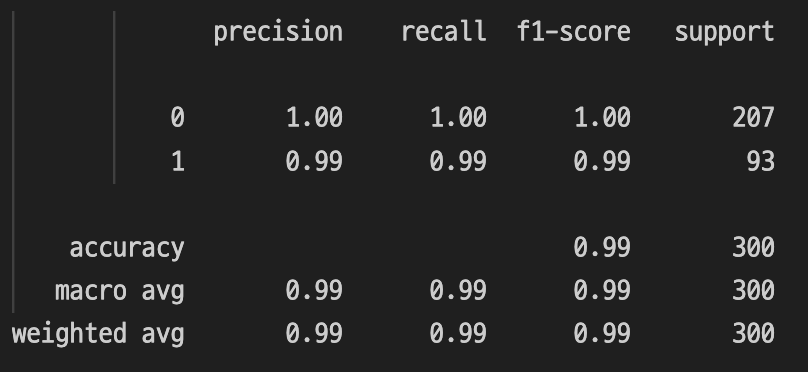 precision recall f1-score support
0 1.00 1.00 1.00 207
1 0.99 0.99 0.99 93
accuracy 0.99 300
macro avg 0.99 0.99 0.99 300
weighted avg 0.99 0.99 0.99 300